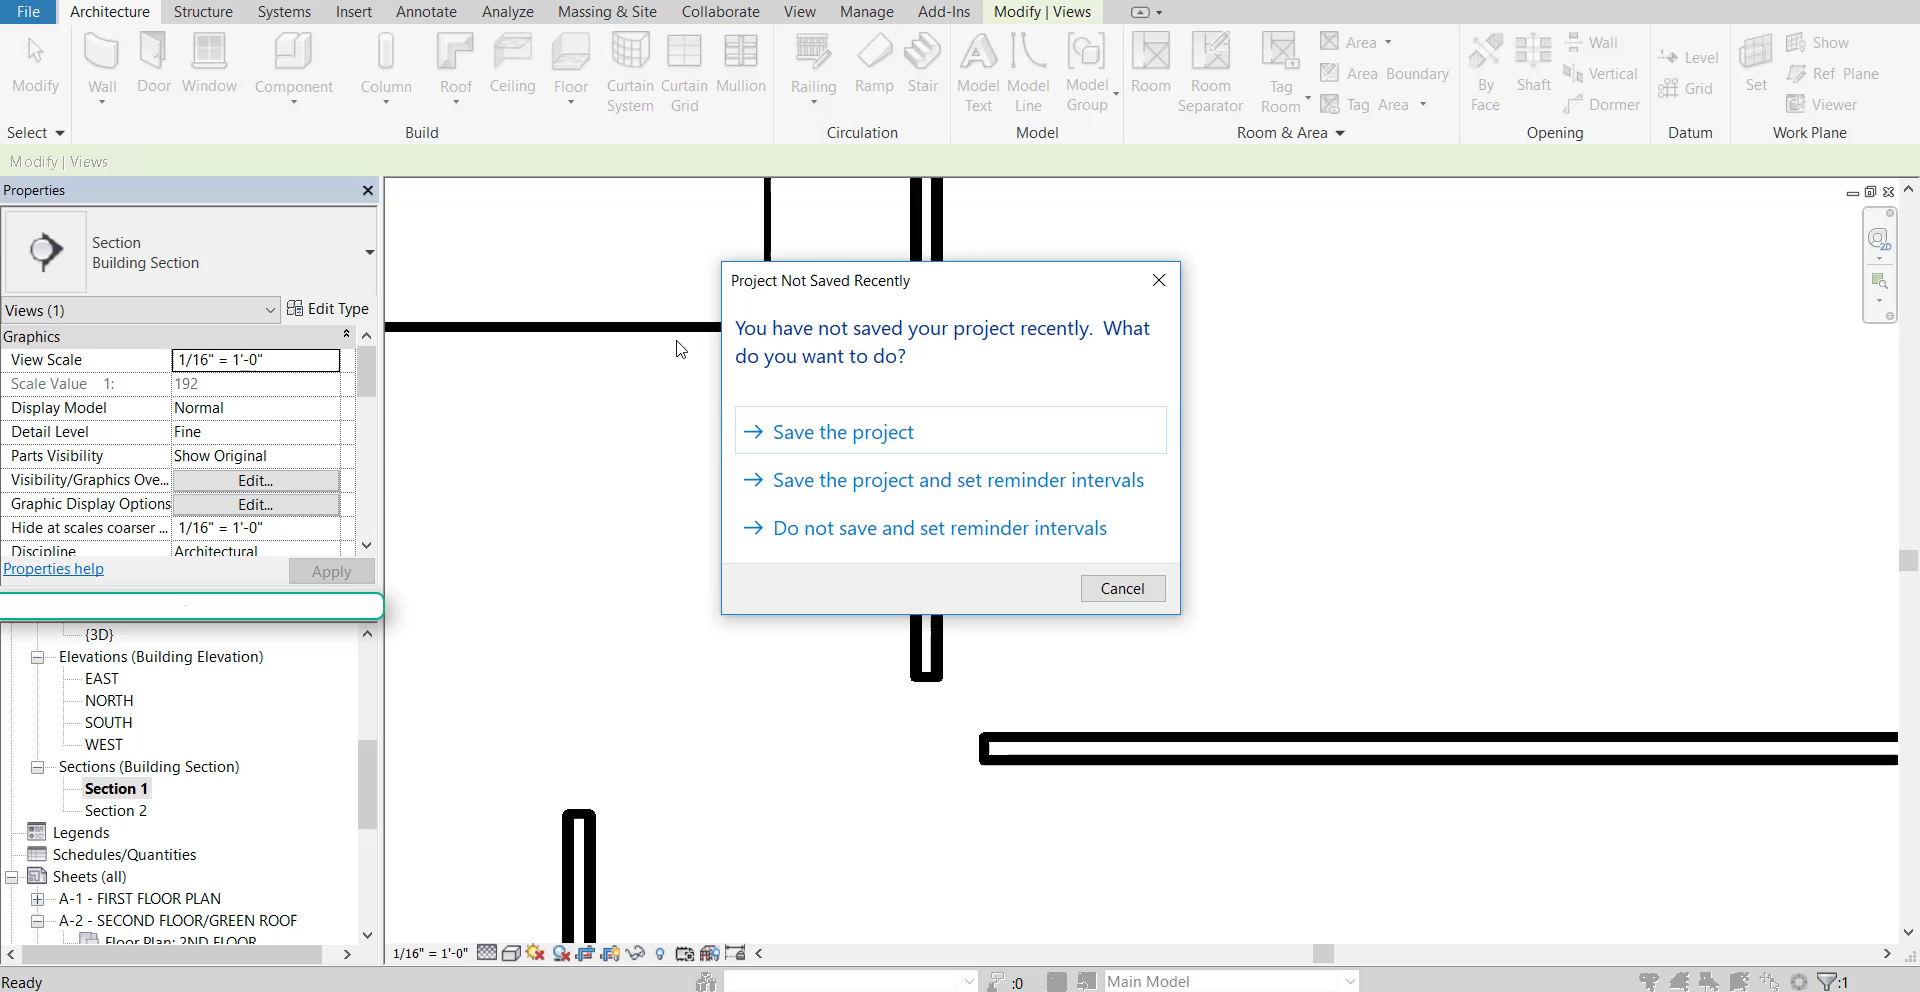 File Architecture Structure Systems Insert Annotate Analyze Massing & Site Collaborate View Manage Add-Ins Modify | Views
Modify Wall Door Window Component Column Roof Ceiling Floor Curtain System Curtain Grid Mullion Railing Ramp Stair Model Text Model Line Model Group Room Room Separator Tag Room Area Area Boundary Tag Area By Face Shaft Wall Vertical Dormer Level Grid Set Show Ref Plane Viewer
Select Build Circulation Model Room & Area Opening Datum Work Plane
Modify | Views
Properties
Section
Building Section
Views (1) Edit Type
Graphics
View Scale 1/16" = 1'-0"
Scale Value 1: 192
Display Model Normal
Detail Level Fine
Parts Visibility Show Original
Visibility/Graphics Ove... Edit...
Graphic Display Options Edit...
Hide at scales coarser ... 1/16" = 1'-0"
Discipline Architectural
Properties help Apply
{3D}
Elevations (Building Elevation)
EAST
NORTH
SOUTH
WEST
Sections (Building Section)
Section 1
Section 2
Legends
Schedules/Quantities
Sheets (all)
A-1 - FIRST FLOOR PLAN
A-2 - SECOND FLOOR/GREEN ROOF
Floor Plan: 2ND FLOOR
Project Not Saved Recently
You have not saved your project recently. What
do you want to do?
Save the project
Save the project and set reminder intervals
Do not save and set reminder intervals
Cancel
2D
1/16" = 1'-0"
Ready :0 Main Model :1